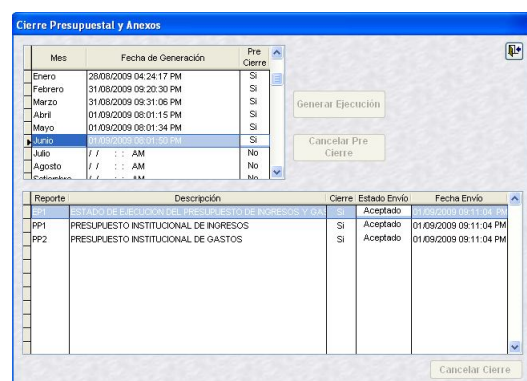 Cierre Presupuestal y Anexos
Mes Fecha de Generación Pre Cierre
Enero 28/08/2009 04:24:17 PM Si
Febrero 31/08/2009 09:20:30 PM Si
Marzo 31/08/2009 09:31:06 PM Si
Abril 01/09/2009 08:01:15 PM Si
Mayo 01/09/2009 08:01:34 PM Si
Junio 01/09/2009 08:01:50 PM Si
Julio / / : : AM No
Agosto / / : : AM No
Setiembre / / : : AM No
Generar Ejecución
Cancelar Pre
Cierre
Reporte Descripción Cierre Estado Envío Fecha Envío
EP1 ESTADO DE EJECUCION DEL PRESUPUESTO DE INGRESOS Y GA Si Aceptado 01/09/2009 09:11:04 PM
PP1 PRESUPUESTO INSTITUCIONAL DE INGRESOS Si Aceptado 01/09/2009 09:11:04 PM
PP2 PRESUPUESTO INSTITUCIONAL DE GASTOS Si Aceptado 01/09/2009 09:11:04 PM
Cancelar Cierre